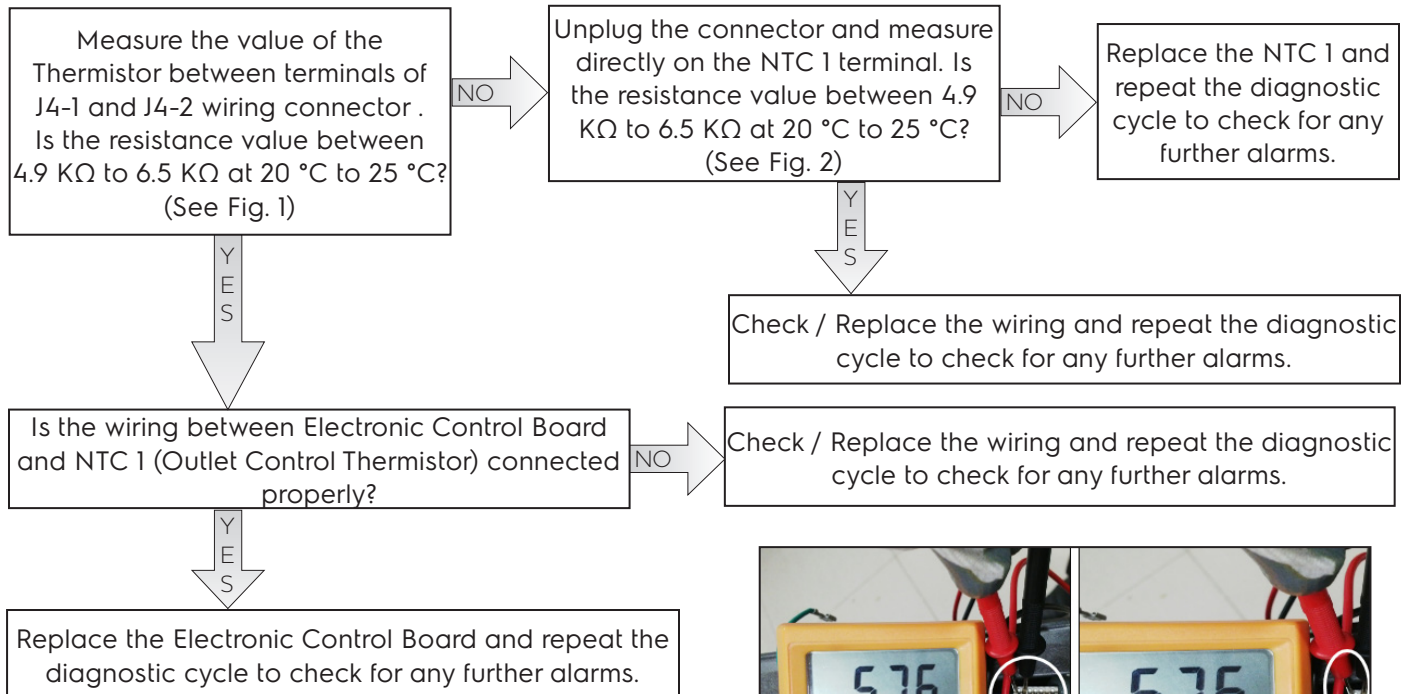 Measure the value of the
Thermistor between terminals of
J4-1 and J4-2 wiring connector .
Is the resistance value between
4.9 KΩ to 6.5 KΩ at 20 °C to 25 °C?
(See Fig. 1)
NO
Unplug the connector and measure
directly on the NTC 1 terminal. Is
the resistance value between 4.9
KΩ to 6.5 KΩ at 20 °C to 25 °C?
(See Fig. 2)
NO
Replace the NTC 1 and
repeat the diagnostic
cycle to check for any
further alarms.
YES
YES
Check / Replace the wiring and repeat the diagnostic
cycle to check for any further alarms.
Is the wiring between Electronic Control Board
and NTC 1 (Outlet Control Thermistor) connected
properly?
NO
Check / Replace the wiring and repeat the diagnostic
cycle to check for any further alarms.
YES
Replace the Electronic Control Board and repeat the
diagnostic cycle to check for any further alarms.
5.76
5.76